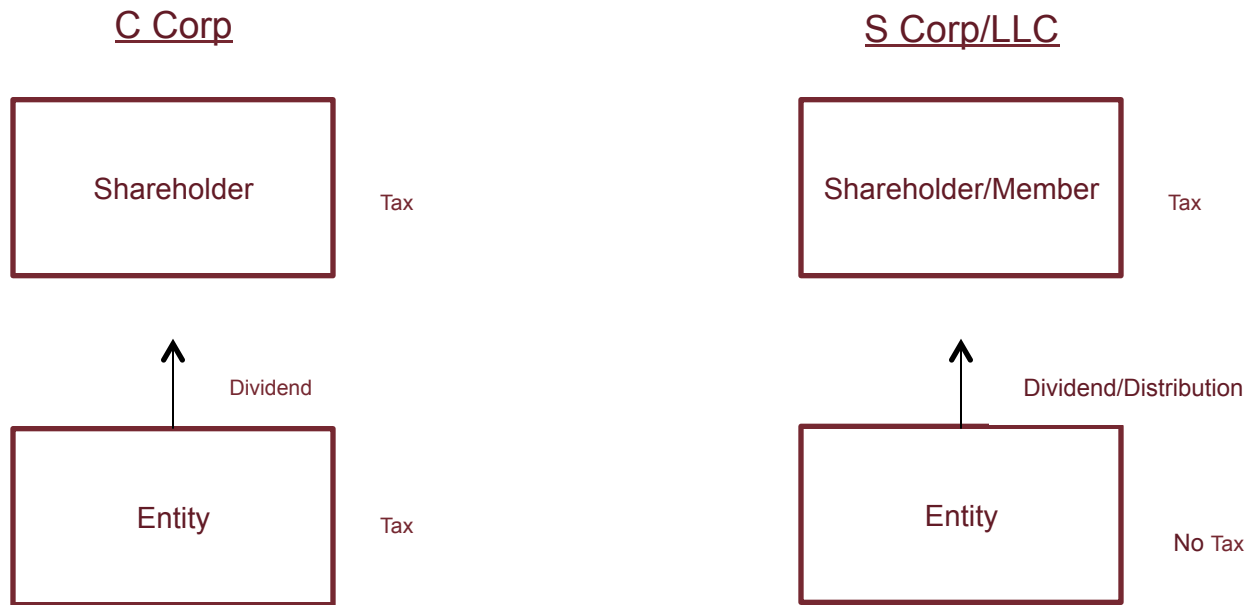 C Corp
Shareholder
Tax
Dividend
Entity
Tax
S Corp/LLC
Shareholder/Member
Tax
Dividend/Distribution
Entity
No Tax